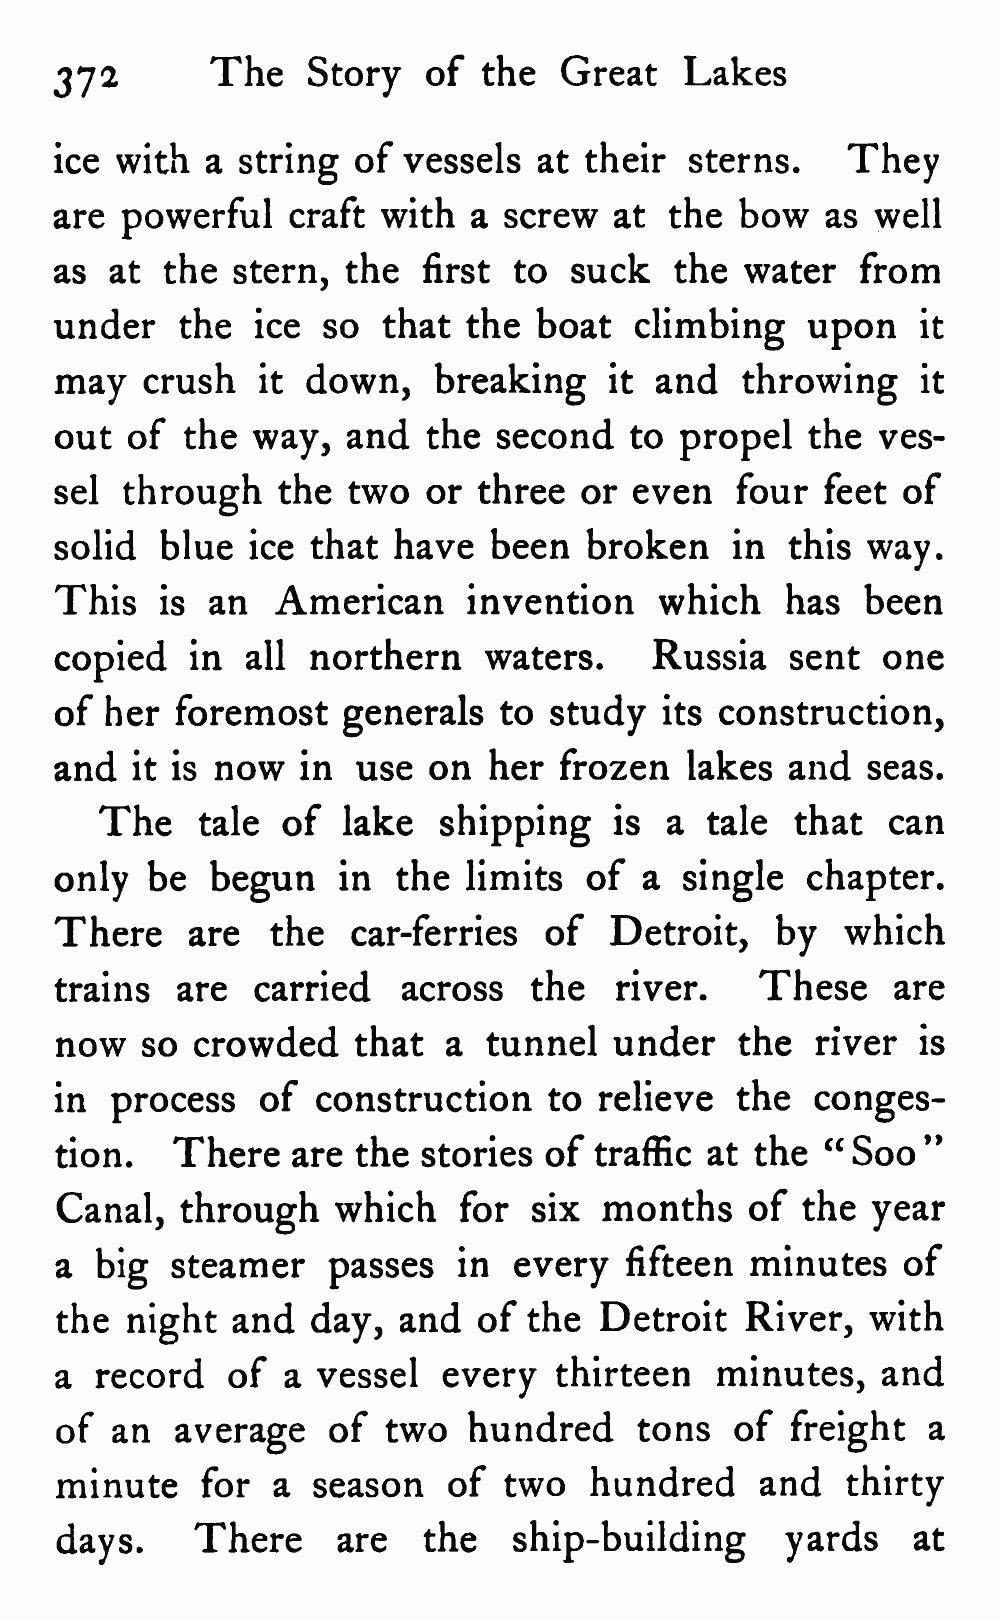 372 The Story of the Great Lakes
ice with a string of vessels at their sterns. They
are powerful craft with a screw at the bow as well
as at the stern, the first to suck the water from
under the ice so that the boat climbing upon it
may crush it down, breaking it and throwing it
out of the way, and the second to propel the ves-
sel through the two or three or even four feet of
solid blue ice that have been broken in this way.
This is an American invention which has been
copied in all northern waters. Russia sent one
of her foremost generals to study its construction,
and it is now in use on her frozen lakes and seas.
The tale of lake shipping is a tale that can
only be begun in the limits of a single chapter.
There are the car-ferries of Detroit, by which
trains are carried across the river. These are
now so crowded that a tunnel under the river is
in process of construction to relieve the conges-
tion. There are the stories of traffic at the “Soo”
Canal, through which for six months of the year
a big steamer passes in every fifteen minutes of
the night and day, and of the Detroit River, with
a record of a vessel every thirteen minutes, and
of an average of two hundred tons of freight a
minute for a season of two hundred and thirty
days. There are the ship-building yards at